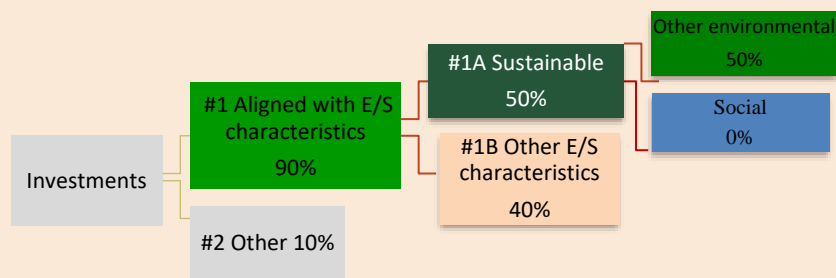 Investments
#1 Aligned with E/S
characteristics
90%
#2 Other 10%
#1A Sustainable
50%
#1B Other E/S
characteristics
40%
Other environmental
50%
Social
0%